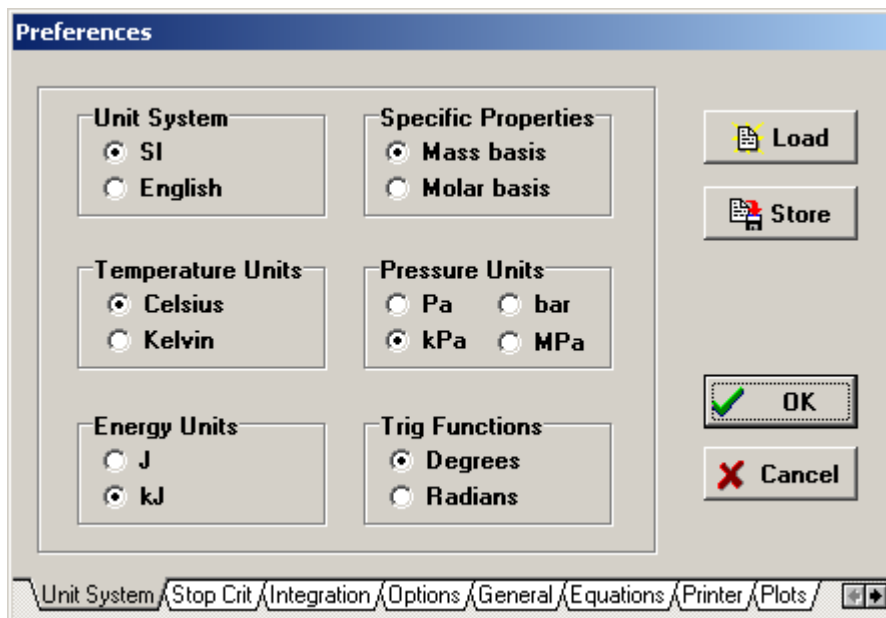 Preferences
Unit System
SI
English
Specific Properties
Mass basis
Molar basis
Load
Store
Temperature Units
Celsius
Kelvin
Pressure Units
Pa
bar
kPa
MPa
Energy Units
J
kJ
Trig Functions
Degrees
Radians
OK
Cancel
Unit System Stop Crit Integration Options General Equations Printer Plots